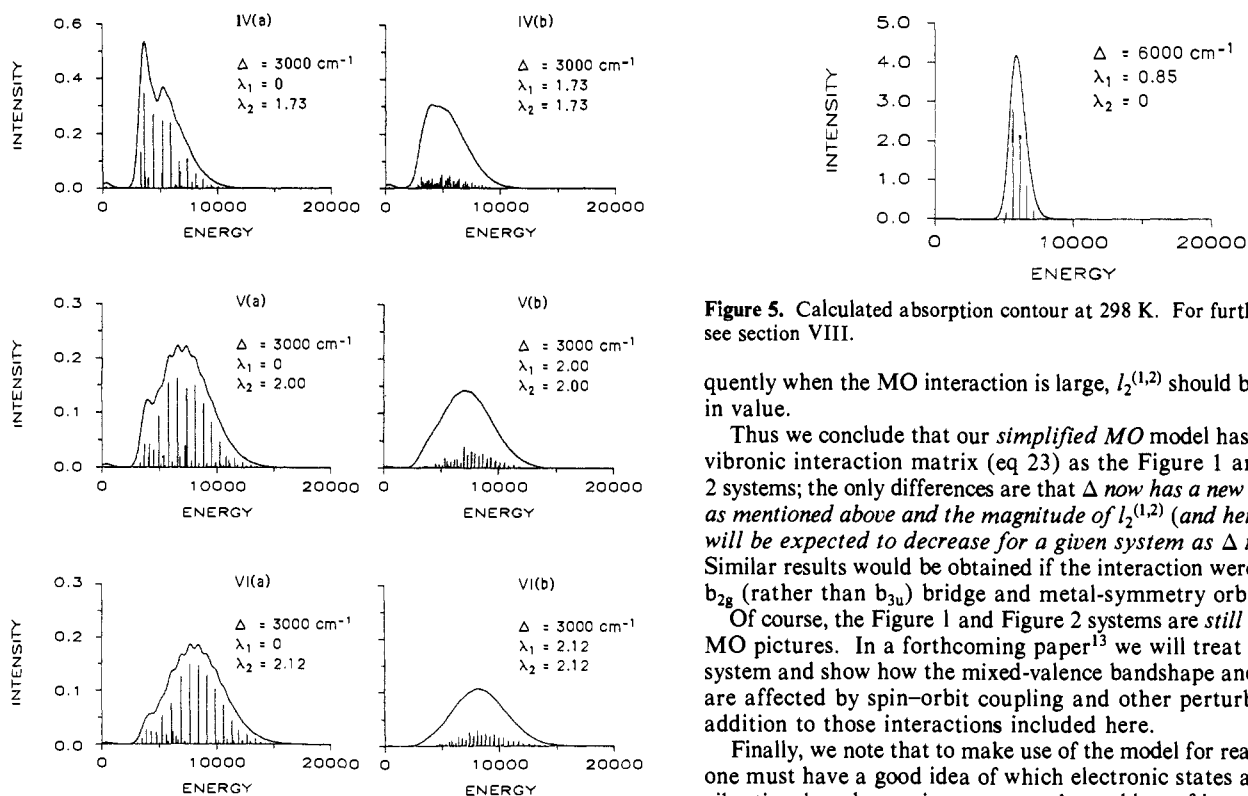 IV(a)
Δ = 3000 cm⁻¹
λ₁ = 0
λ₂ = 1.73
INTENSITY
0.6
0.4
0.2
0.0
0
10000
20000
ENERGY
IV(b)
Δ = 3000 cm⁻¹
λ₁ = 1.73
λ₂ = 1.73
0
10000
20000
ENERGY
V(a)
Δ = 3000 cm⁻¹
λ₁ = 0
λ₂ = 2.00
INTENSITY
0.3
0.2
0.1
0.0
0
10000
20000
ENERGY
V(b)
Δ = 3000 cm⁻¹
λ₁ = 2.00
λ₂ = 2.00
0
10000
20000
ENERGY
VI(a)
Δ = 3000 cm⁻¹
λ₁ = 0
λ₂ = 2.12
INTENSITY
0.3
0.2
0.1
0.0
0
10000
20000
ENERGY
VI(b)
Δ = 3000 cm⁻¹
λ₁ = 2.12
λ₂ = 2.12
0
10000
20000
ENERGY
Δ = 6000 cm⁻¹
λ₁ = 0.85
λ₂ = 0
INTENSITY
5.0
4.0
3.0
2.0
1.0
0.0
0
10000
20000
ENERGY
Figure 5. Calculated absorption contour at 298 K. For furth
see section VIII.
quently when the MO interaction is large, l₂⁽¹,²⁾ should b
in value.
Thus we conclude that our simplified MO model has
vibronic interaction matrix (eq 23) as the Figure 1 an
2 systems; the only differences are that Δ now has a new
as mentioned above and the magnitude of l₂⁽¹,²⁾ (and her
will be expected to decrease for a given system as Δ
Similar results would be obtained if the interaction were
b₂g (rather than b₃u) bridge and metal-symmetry orb
Of course, the Figure 1 and Figure 2 systems are still
MO pictures. In a forthcoming paper¹³ we will treat
system and show how the mixed-valence bandshape and
are affected by spin–orbit coupling and other perturb
addition to those interactions included here.
Finally, we note that to make use of the model for rea
one must have a good idea of which electronic states a